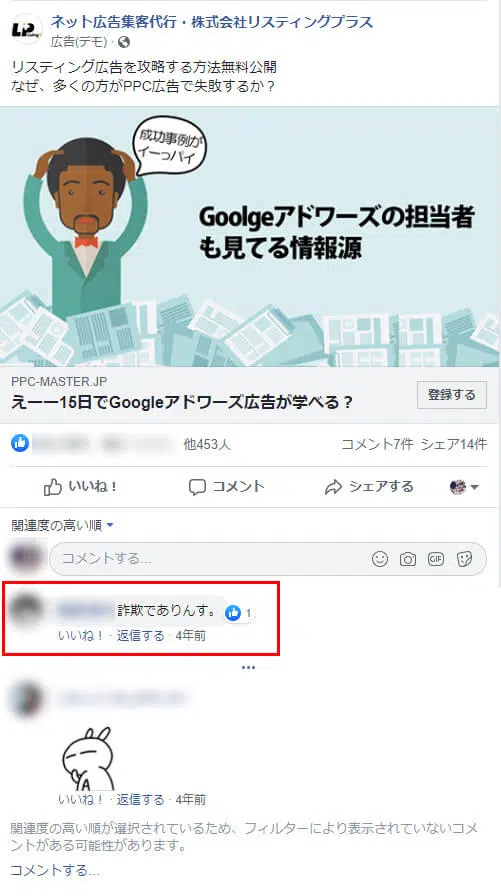 LP
ネット広告集客代行・株式会社リスティングプラス
広告(デモ)・
リスティング広告を攻略する方法無料公開
なぜ、多くの方がPPC広告で失敗するか？
成功事例が
イーっパイ
Goolgeアドワーズの担当者
も見てる情報源
PPC-MASTER.JP
えーー15日でGoogleアドワーズ広告が学べる？
登録する
他453人
コメント7件 シェア14件
いいね！ コメント シェアする
関連度の高い順
コメントする...
GIF
詐欺でありんす。 1
いいね！ · 返信する · 4年前
...
A
いいね！ · 返信する · 4年前
関連度の高い順が選択されているため、フィルターにより表示されていないコメ
ントがある可能性があります。
コメントする...